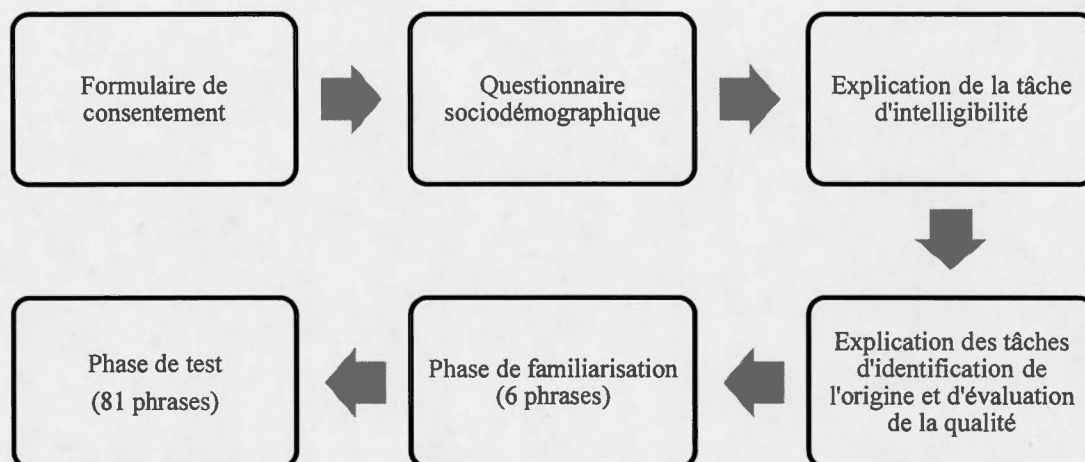 Formulaire de
consentement
Questionnaire
sociodémographique
Explication de la tâche
d'intelligibilité
Explication des tâches
d'identification de
l'origine et d'évaluation
de la qualité
Phase de familiarisation
(6 phrases)
Phase de test
(81 phrases)